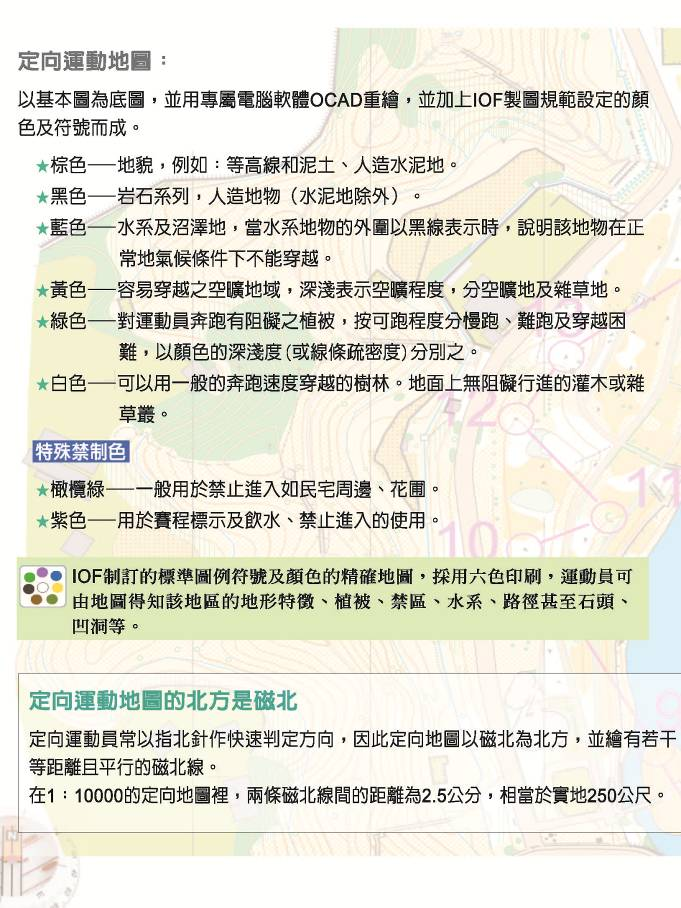 定向運動地圖：
以基本圖為底圖，並用專屬電腦軟體OCAD重繪，並加上IOF製圖規範設定的顏
色及符號而成。
★棕色──地貌，例如：等高線和泥土、人造水泥地。
★黑色──岩石系列，人造地物（水泥地除外）。
★藍色──水系及沼澤地，當水系地物的外圍以黑線表示時，說明該地物在正
常地氣候條件下不能穿越。
★黃色──容易穿越之空曠地域，深淺表示空曠程度，分空曠地及雜草地。
★綠色──對運動員奔跑有阻礙之植被，按可跑程度分慢跑、難跑及穿越困
難，以顏色的深淺度(或線條疏密度)分別之。
★白色──可以用一般的奔跑速度穿越的樹林。地面上無阻礙行進的灌木或雜
草叢。
特殊禁制色
★橄欖綠──一般用於禁止進入如民宅周邊、花圃。
★紫色──用於賽程標示及飲水、禁止進入的使用。
IOF制訂的標準圖例符號及顏色的精確地圖，採用六色印刷，運動員可
由地圖得知該地區的地形特徵、植被、禁區、水系、路徑甚至石頭、
凹洞等。
定向運動地圖的北方是磁北
定向運動員常以指北針作快速判定方向，因此定向地圖以磁北為北方，並繪有若干
等距離且平行的磁北線。
在1：10000的定向地圖裡，兩條磁北線間的距離為2.5公分，相當於實地250公尺。
13
12
11
10
9